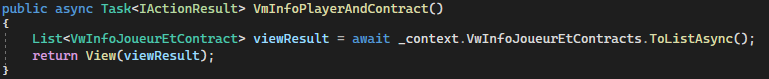 public async Task<IActionResult> VmInfoPlayerAndContract()
{
    List<VwInfoJoueurEtContract> viewResult = await _context.VwInfoJoueurEtContracts.ToListAsync();
    return View(viewResult);
}